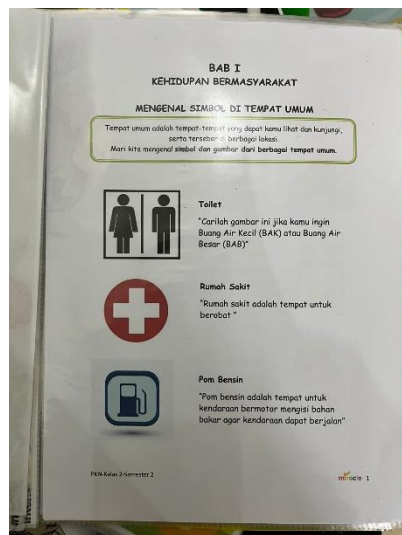 BAB I
KEHIDUPAN BERMASYARAKAT
MENGENAL SIMBOL DI TEMPAT UMUM
Tempat umum adalah tempat-tempat yang dapat kamu lihat dan kunjungi,
serta tersebar di berbagai lokasi.
Mari kita mengenal simbol dan gambar dari berbagai tempat umum.
Toilet
"Carilah gambar ini jika kamu ingin
Buang Air Kecil (BAK) atau Buang Air
Besar (BAB)"
Rumah Sakit
"Rumah sakit adalah tempat untuk
berobat "
Pom Bensin
"Pom bensin adalah tempat untuk
kendaraan bermotor mengisi bahan
bakar agar kendaraan dapat berjalan"
PKN-Kelas 2-Semester 2
miracle 1